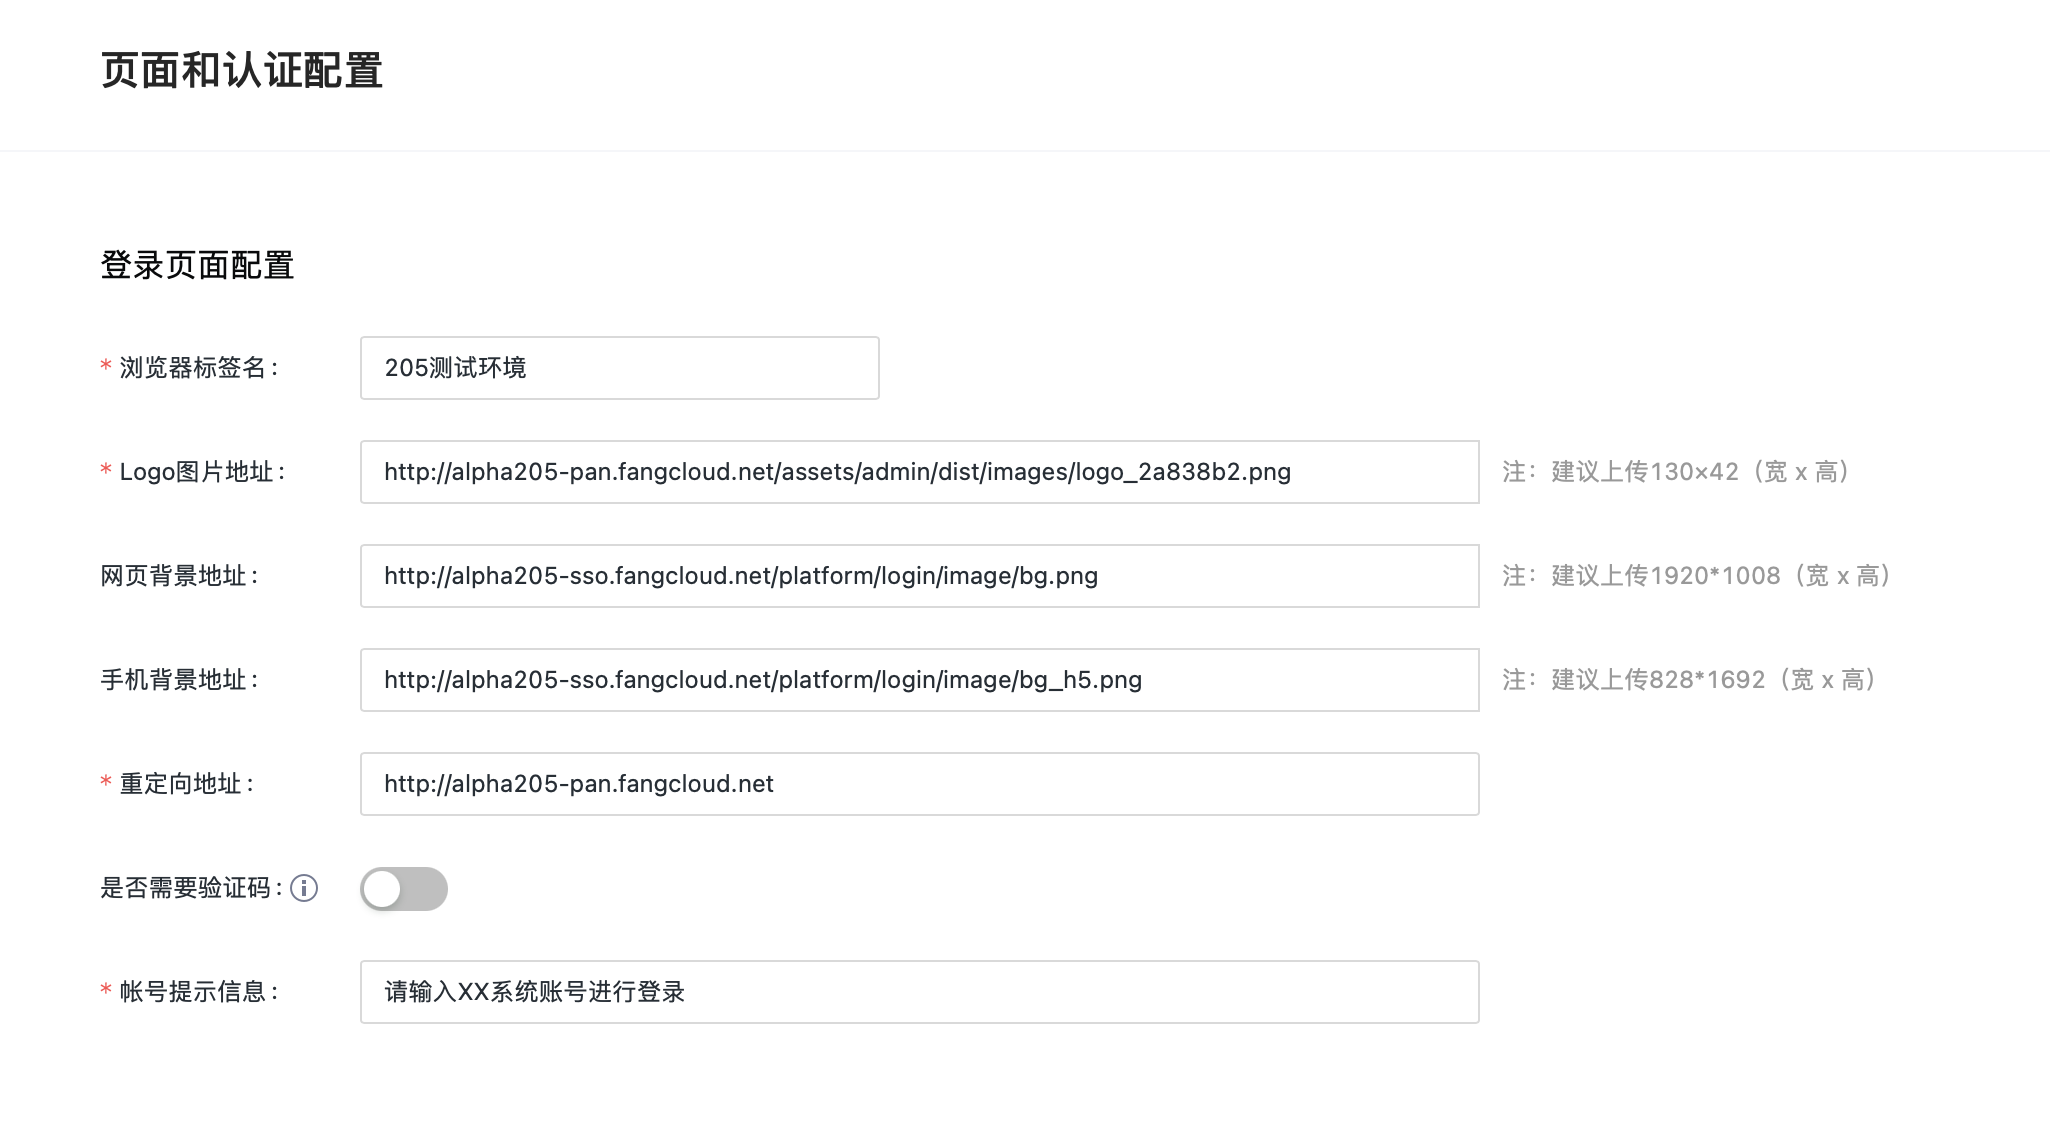 页面和认证配置
登录页面配置
* 浏览器标签名: 205测试环境
* Logo图片地址: http://alpha205-pan.fangcloud.net/assets/admin/dist/images/logo_2a838b2.png 注：建议上传130×42（宽 x 高）
网页背景地址: http://alpha205-sso.fangcloud.net/platform/login/image/bg.png 注：建议上传1920*1008（宽 x 高）
手机背景地址: http://alpha205-sso.fangcloud.net/platform/login/image/bg_h5.png 注：建议上传828*1692（宽 x 高）
* 重定向地址: http://alpha205-pan.fangcloud.net
是否需要验证码:
* 帐号提示信息: 请输入XX系统账号进行登录